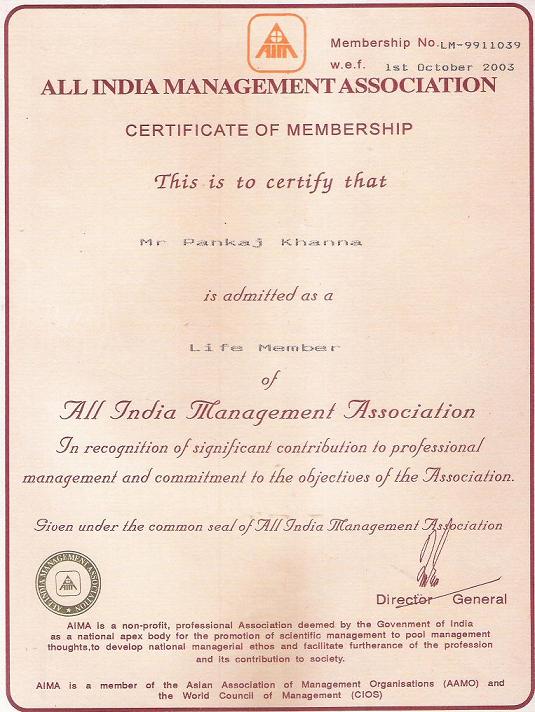 AIMA
Membership No. LM-9911039
w.e.f. 1st October 2003
ALL INDIA MANAGEMENT ASSOCIATION
CERTIFICATE OF MEMBERSHIP
This is to certify that
Mr Pankaj Khanna
is admitted as a
Life Member
of
All India Management Association
In recognition of significant contribution to professional
management and commitment to the objectives of the Association.
Given under the common seal of All India Management Association
ALL INDIA MANAGEMENT ASSOCIATION
AIMA
Director General
AIMA is a non-profit, professional Association deemed by the Govenment of India
as a national apex body for the promotion of scientific management to pool management
thoughts,to develop national managerial ethos and facilitate furtherance of the profession
and its contribution to society.
AIMA is a member of the Asian Association of Management Organisations (AAMO) and
the World Council of Management (CIOS)